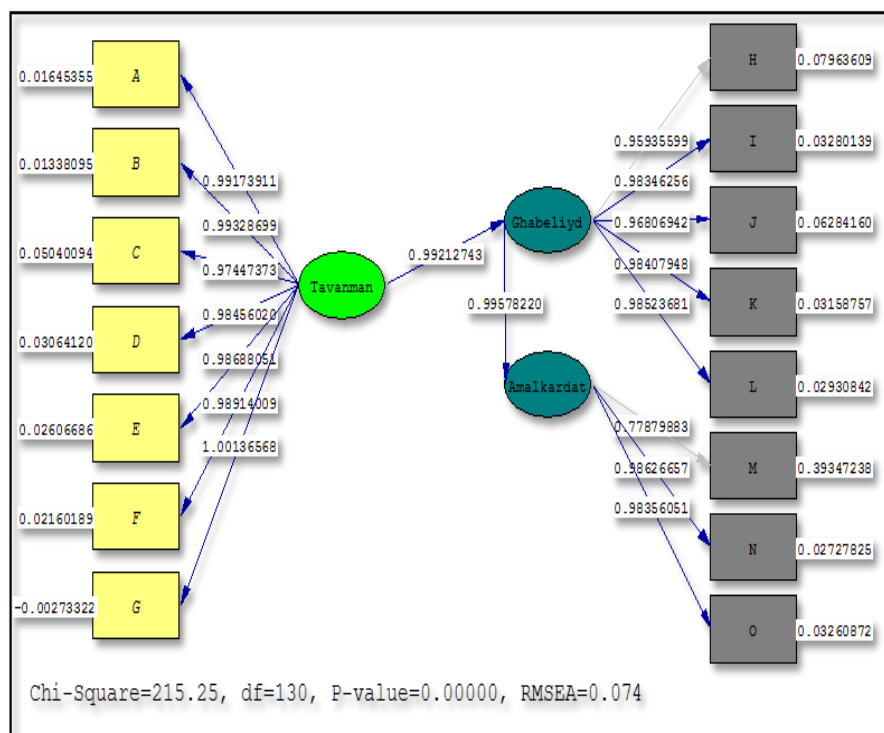 0.01645355
A
0.01338095
B
0.05040094
C
0.03064120
D
0.02606686
E
0.02160189
F
-0.00273322
G
0.99173911
0.99328699
0.97447373
0.98456020
0.98688051
0.98914009
1.00136568
Tavanman
0.99212743
Ghabeliyd
0.99578220
Amalkardat
0.95935599
0.98346256
0.96806942
0.98407948
0.98523681
0.77879883
0.98626657
0.98356051
H
0.07963609
I
0.03280139
J
0.06284160
K
0.03158757
L
0.02930842
M
0.39347238
N
0.02727825
O
0.03260872
Chi-Square=215.25, df=130, P-value=0.00000, RMSEA=0.074